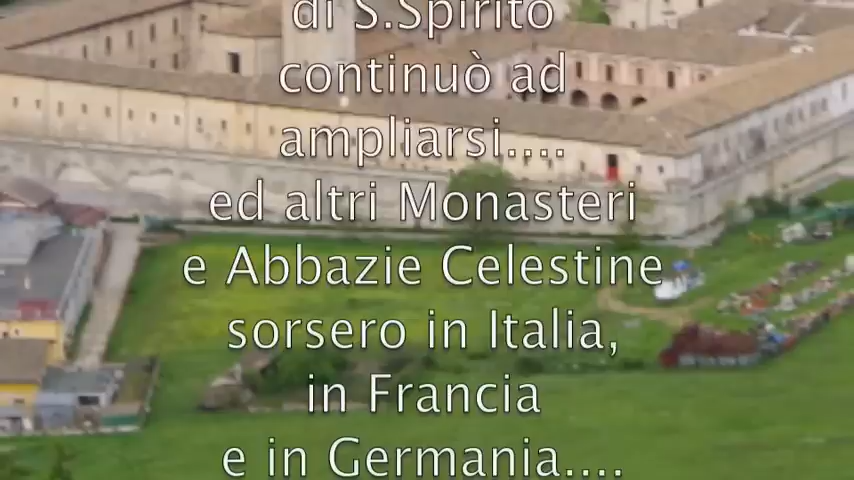 di S.Spirito
continuò ad
ampliarsi....
ed altri Monasteri
e Abbazie Celestine
sorsero in Italia,
in Francia
e in Germania....